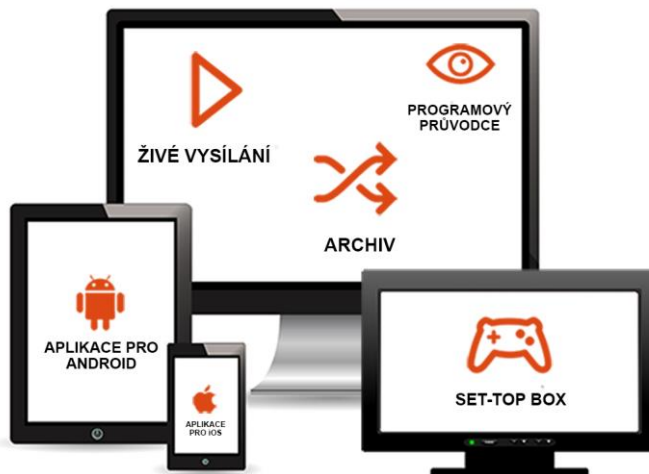 PROGRAMOVÝ
PRŮVODCE
ŽIVÉ VYSÍLÁNÍ
ARCHIV
APLIKACE PRO
ANDROID
APLIKACE
PRO iOS
SET-TOP BOX